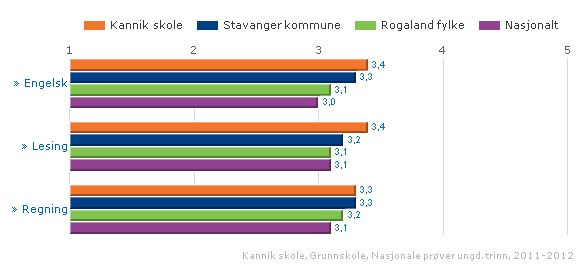 Kannik skole Stavanger kommune Rogaland fylke Nasjonalt
1 2 3 4 5
» Engelsk
3,4
3,3
3,1
3,0
» Lesing
3,4
3,2
3,1
3,1
» Regning
3,3
3,3
3,2
3,1
Kannik skole, Grunnskole, Nasjonale prøver ungd.trinn, 2011-2012